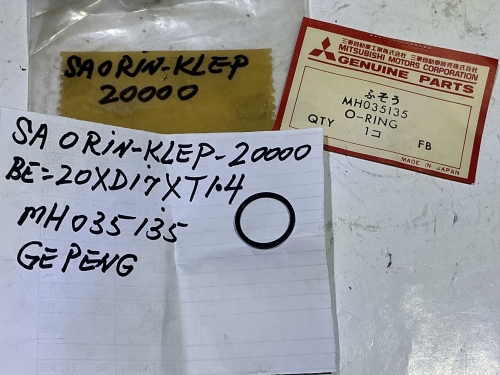 SA ORIN-KLEP
20000
三菱自動車工業株式会社 三菱自動車販売株式会社
MITSUBISHI MOTORS CORPORATION
GENUINE PARTS
ふそう
MH035135
O-RING
QTY 1コ FB
MADE IN JAPAN
SA ORIN-KLEP-20000
BE=20XD17XT1.4
MH035135
GEPENG